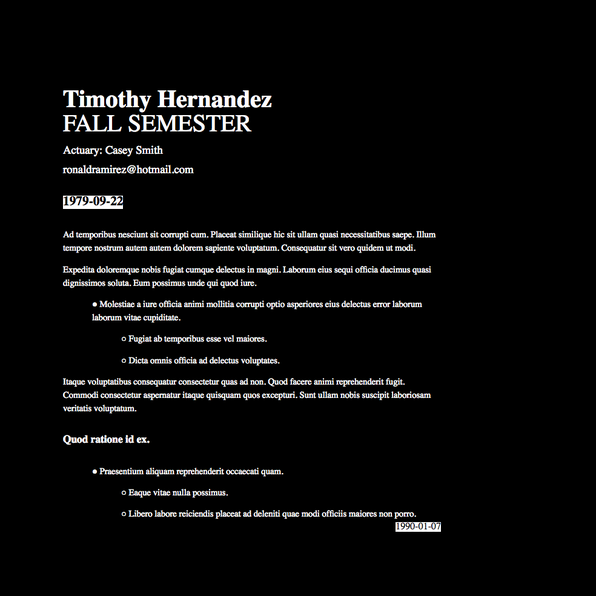 Timothy Hernandez
FALL SEMESTER
Actuary: Casey Smith
ronaldramirez@hotmail.com
1979-09-22
Ad temporibus nesciunt sit corrupti cum. Placeat similique hic sit ullam quasi necessitatibus saepe. Illum
tempore nostrum autem autem dolorem sapiente voluptatum. Consequatur sit vero quidem ut modi.
Expedita doloremque nobis fugiat cumque delectus in magni. Laborum eius sequi officia ducimus quasi
dignissimos soluta. Eum possimus unde qui quod iure.
● Molestiae a iure officia animi mollitia corrupti optio asperiores eius delectus error laborum
laborum vitae cupiditate.
○ Fugiat ab temporibus esse vel maiores.
○ Dicta omnis officia ad delectus voluptates.
Itaque voluptatibus consequatur consectetur quas ad non. Quod facere animi reprehenderit fugit.
Commodi consectetur aspernatur itaque quisquam quos excepturi. Sunt ullam nobis suscipit laboriosam
veritatis voluptatum.
Quod ratione id ex.
● Praesentium aliquam reprehenderit occaecati quam.
○ Eaque vitae nulla possimus.
○ Libero labore reiciendis placeat ad deleniti quae modi officiis maiores non porro.
1990-01-07